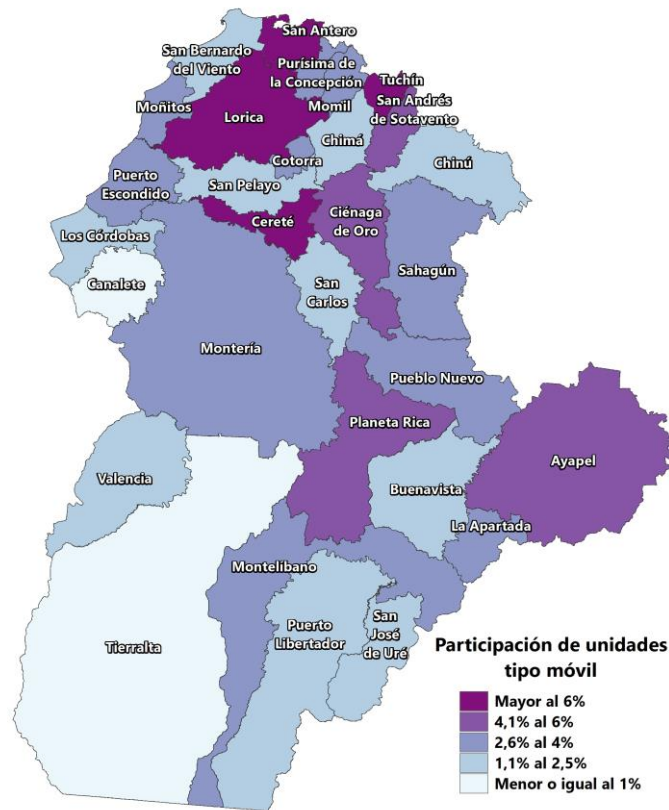 San Antero
San Bernardo
del Viento
Purísima de
la Concepción
Tuchín
Moñitos
Lorica
Momil
San Andrés
de Sotavento
Chimá
Chinú
Cotorra
Puerto
Escondido
San Pelayo
Cereté
Ciénaga
de Oro
Los Córdobas
Sahagún
Canalete
San
Carlos
Montería
Pueblo Nuevo
Planeta Rica
Ayapel
Valencia
Buenavista
La Apartada
Montelíbano
Tierralta
Puerto
Libertador
San
José
de Uré
Participación de unidades
tipo móvil
Mayor al 6%
4,1% al 6%
2,6% al 4%
1,1% al 2,5%
Menor o igual al 1%